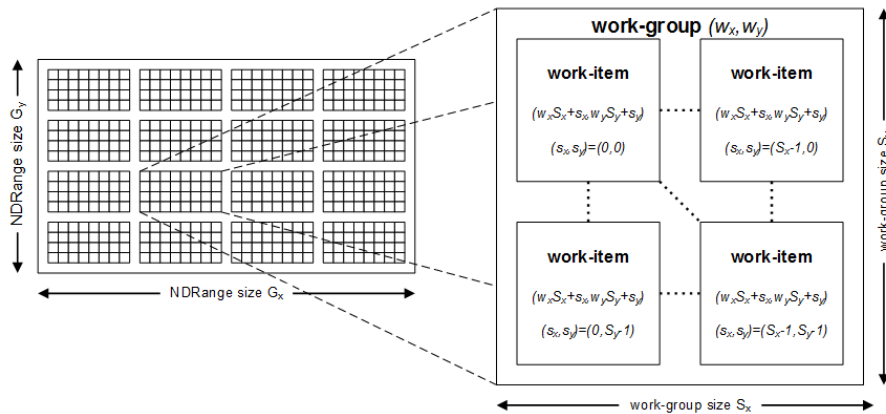 work-group (wx,wy)
NDRange size Gy
work-item
(wxSx+sx,wySy+sy)
(sx,sy)=(0,0)
work-item
(wxSx+sx,wySy+sy)
(sx,sy)=(Sx-1,0)
work-item
(wxSx+sx,wySy+sy)
(sx,sy)=(0,Sy-1)
work-item
(wxSx+sx,wySy+sy)
(sx,sy)=(Sx-1,Sy-1)
work-group size Sy
NDRange size Gx
work-group size Sx